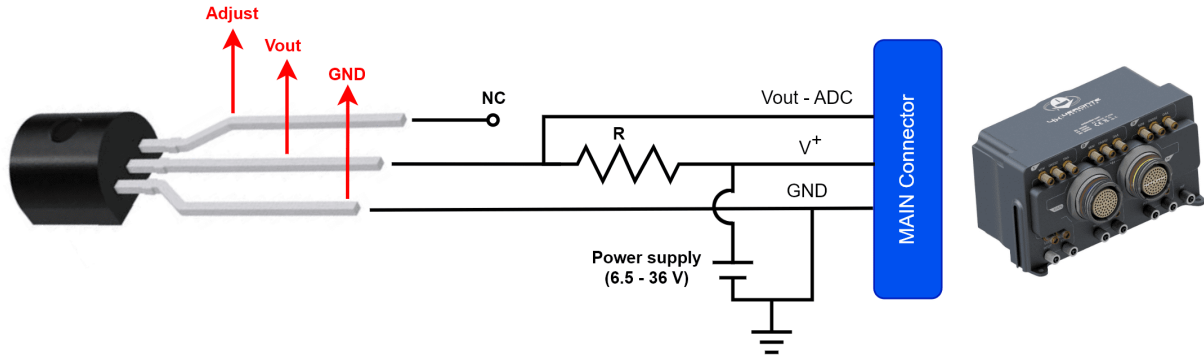 Adjust
Vout
GND
NC
R
Vout - ADC
V+
GND
Power supply
(6.5 - 36 V)
MAIN Connector